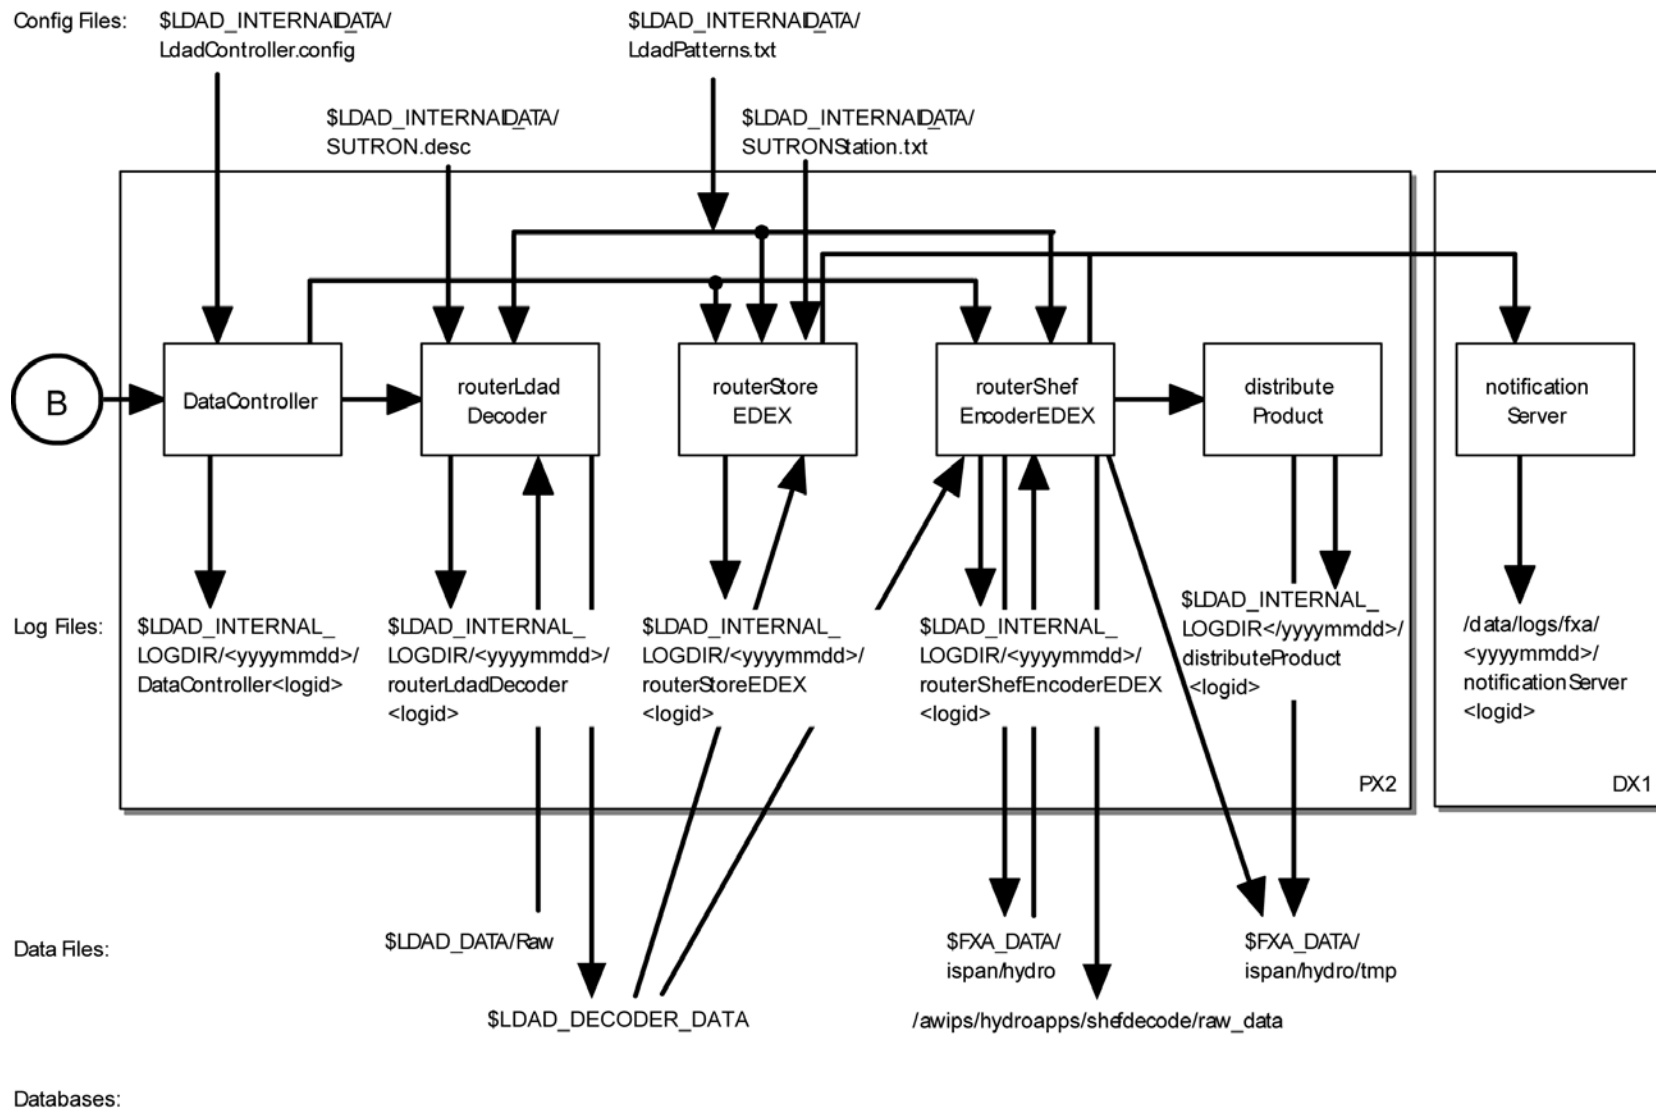 Config Files:
$LDAD_INTERNALDATA/
LdadController.config
$LDAD_INTERNALDATA/
LdadPatterns.txt
$LDAD_INTERNALDATA/
SUTRON.desc
$LDAD_INTERNALDATA/
SUTRONStation.txt
B
DataController
routerLdad
Decoder
routerStore
EDEX
routerShef
EncoderEDEX
distribute
Product
notification
Server
Log Files:
$LDAD_INTERNAL_
LOGDIR/<yyyymmdd>/
DataController<logid>
$LDAD_INTERNAL_
LOGDIR/<yyyymmdd>/
routerLdadDecoder
<logid>
$LDAD_INTERNAL_
LOGDIR/<yyyymmdd>/
routerStoreEDEX
<logid>
$LDAD_INTERNAL_
LOGDIR/<yyyymmdd>/
routerShefEncoderEDEX
<logid>
$LDAD_INTERNAL_
LOGDIR</yyyymmdd>/
distributeProduct
<logid>
/data/logs/fxa/
<yyyymmdd>/
notificationServer
<logid>
PX2
DX1
Data Files:
$LDAD_DATA/Raw
$LDAD_DECODER_DATA
$FXA_DATA/
ispan/hydro
$FXA_DATA/
ispan/hydro/tmp
/awips/hydroapps/shefdecode/raw_data
Databases: